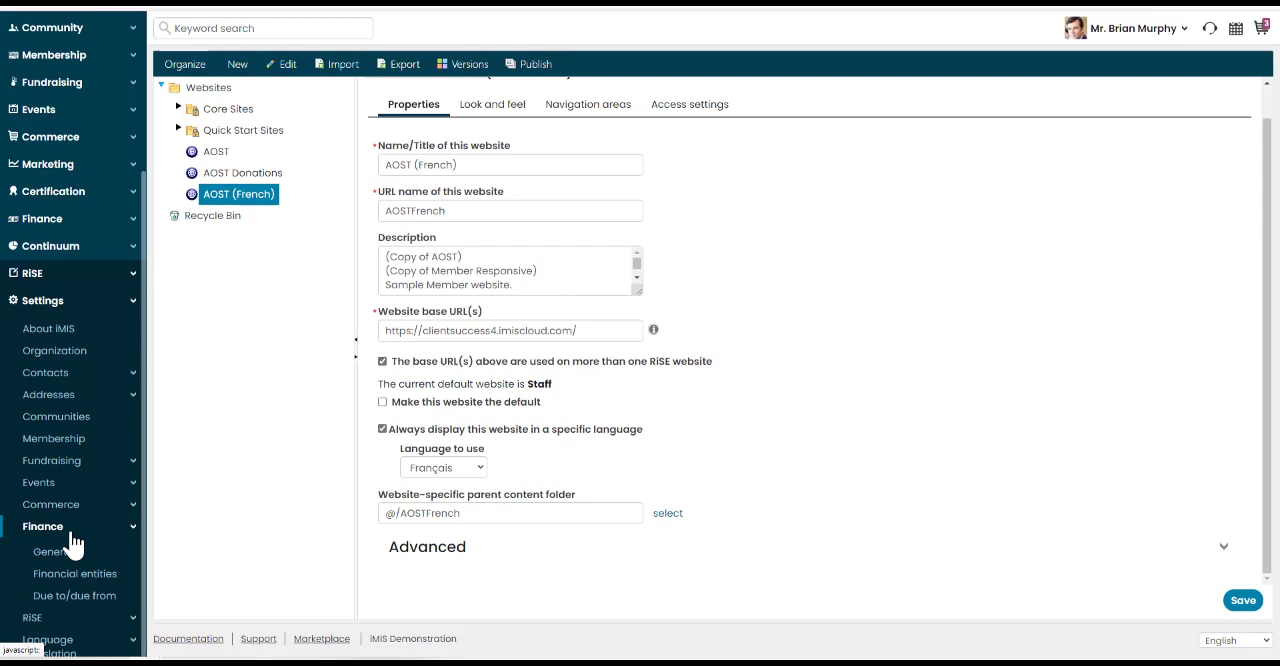 Community
Membership
Fundraising
Events
Commerce
Marketing
Certification
Finance
Continuum
RiSE
Settings
About iMIS
Organization
Contacts
Addresses
Communities
Membership
Fundraising
Events
Commerce
Finance
Financial entities
Due to/due from
RiSE
Language
javascript:;
Keyword search
Mr. Brian Murphy
3
Organize New Edit Import Export Versions Publish
Websites
Core Sites
Quick Start Sites
AOST
AOST Donations
AOST (French)
Recycle Bin
Properties Look and feel Navigation areas Access settings
*Name/Title of this website
AOST (French)
*URL name of this website
AOSTFrench
Description
(Copy of AOST)
(Copy of Member Responsive)
Sample Member website.
*Website base URL(s)
https://clientsuccess4.imiscloud.com/
The base URL(s) above are used on more than one RiSE website
The current default website is Staff
Make this website the default
Always display this website in a specific language
Language to use
Français
Website-specific parent content folder
@/AOSTFrench select
Advanced
Save
Documentation | Support | Marketplace | iMIS Demonstration
English